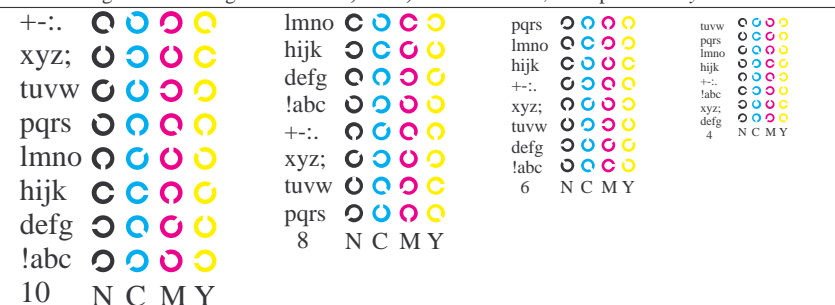 +-:.
xyz;
tuvw
pqrs
lmno
hijk
defg
!abc
10 N C M Y
lmno
hijk
defg
!abc
+-:.
xyz;
tuvw
pqrs
8 N C M Y
pqrs
lmno
hijk
+-:.
xyz;
tuvw
defg
!abc
6 N C M Y
tuvw
pqrs
lmno
hijk
+-:.
!abc
xyz;
defg
4 N C M Y